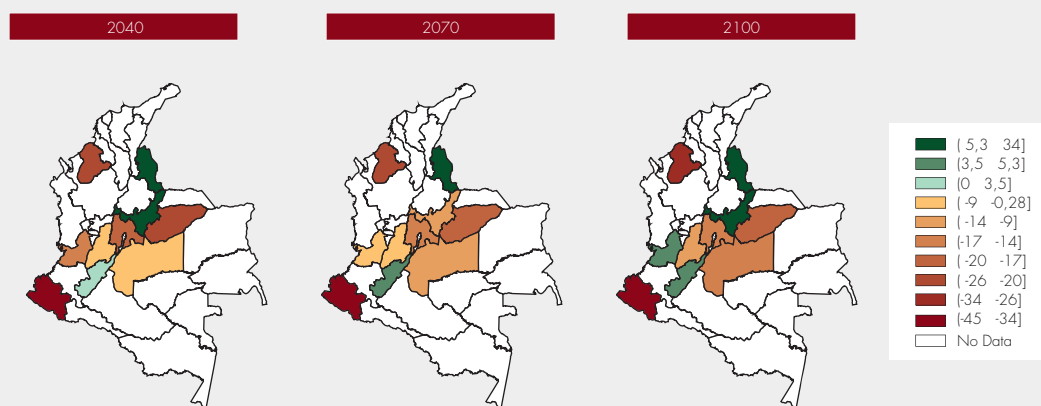 2040
2070
2100
( 5,3 34]
(3,5 5,3]
(0 3,5]
( -9 -0,28]
( -14 -9]
(-17 -14]
( -20 -17]
( -26 -20]
(-34 -26]
(-45 -34]
No Data